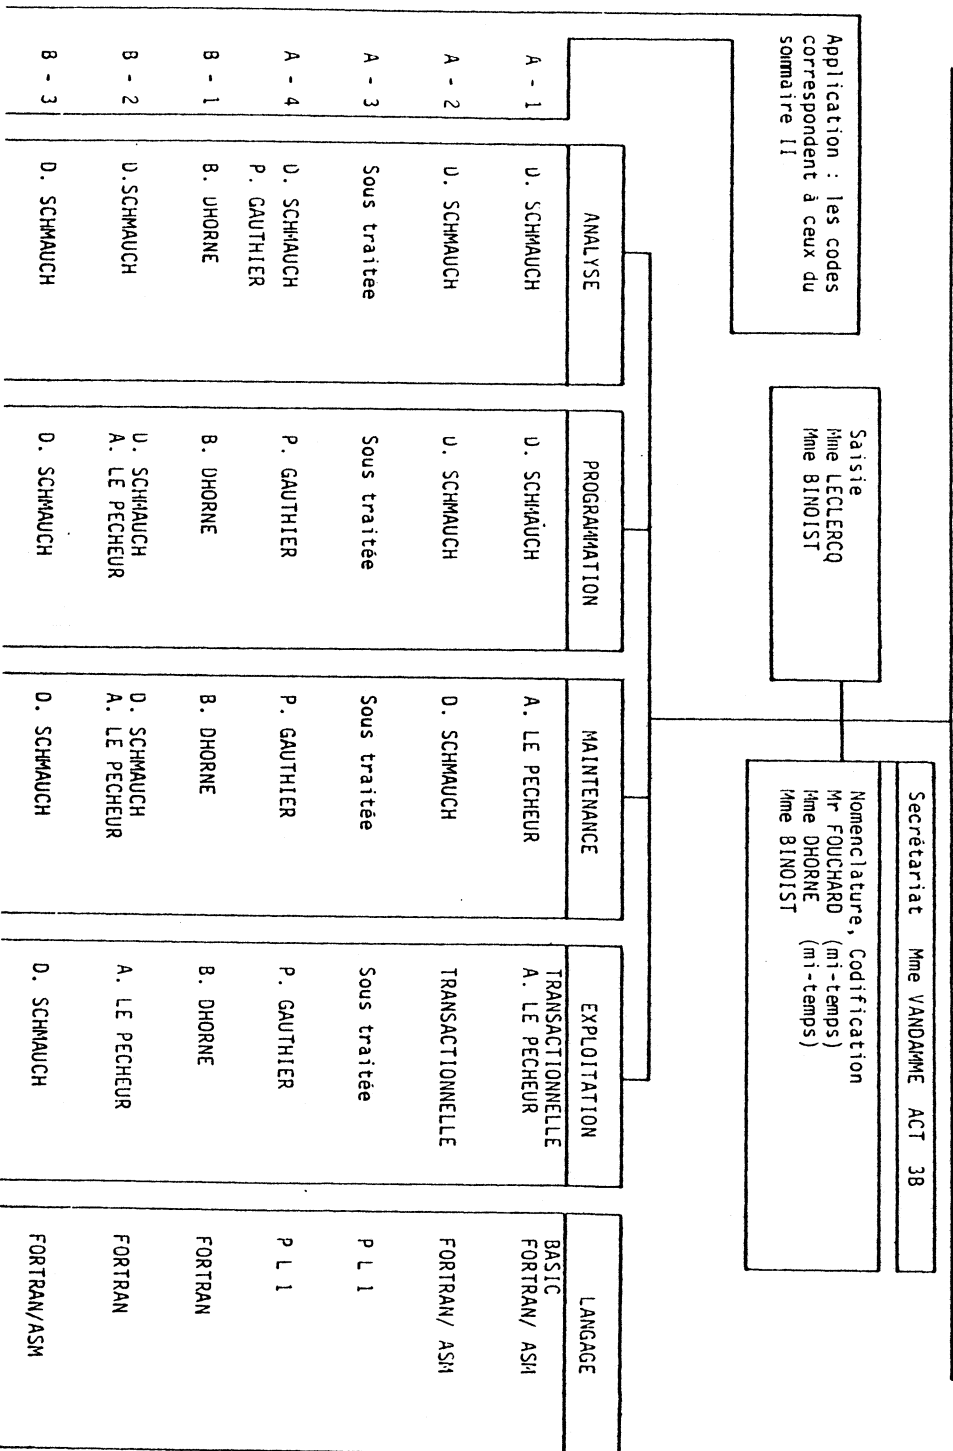 Secrétariat Mme VANDAMME ACT 3B
Application : les codes
correspondent à ceux du
sommaire II
Saisie
Mme LECLERCQ
Mme BINOIST
Nomenclature, Codification
Mr FOUCHARD (mi-temps)
Mme DHORNE (mi-temps)
Mme BINOIST
ANALYSE PROGRAMMATION MAINTENANCE EXPLOITATION LANGAGE
TRANSACTIONNELLE BASIC
A - 1 D. SCHMAUCH D. SCHMAUCH A. LE PECHEUR A. LE PECHEUR FORTRAN/ ASM
A - 2 D. SCHMAUCH D. SCHMAUCH D. SCHMAUCH TRANSACTIONNELLE FORTRAN/ ASM
A - 3 Sous traitée Sous traitée Sous traitée Sous traitée P L 1
A - 4 D. SCHMAUCH P. GAUTHIER P. GAUTHIER P. GAUTHIER P L 1
P. GAUTHIER
B - 1 B. DHORNE B. DHORNE B. DHORNE B. DHORNE FORTRAN
B - 2 D.SCHMAUCH D. SCHMAUCH D. SCHMAUCH A. LE PECHEUR FORTRAN
A. LE PECHEUR A. LE PECHEUR
B - 3 D. SCHMAUCH D. SCHMAUCH D. SCHMAUCH D. SCHMAUCH FORTRAN/ASM